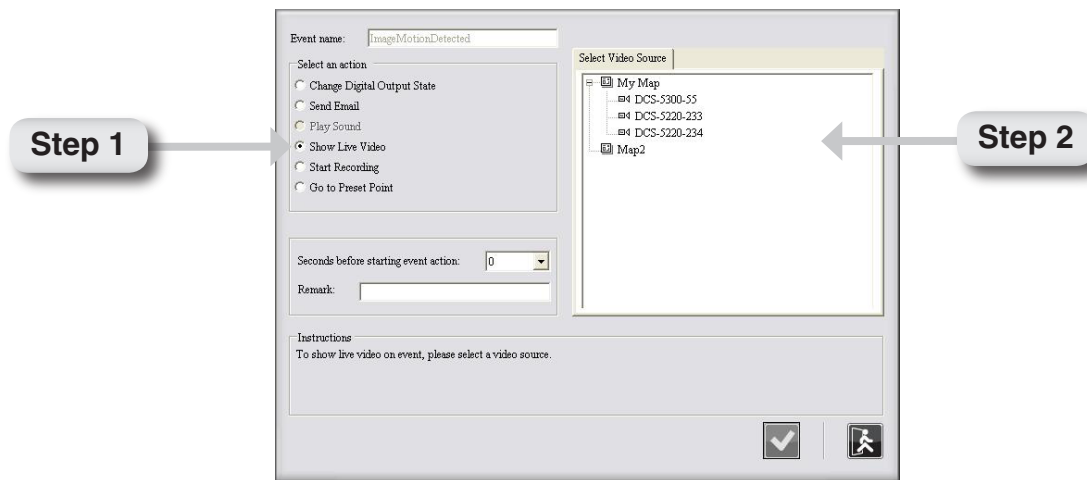 Event name: ImageMotionDetected
Select an action
Change Digital Output State
Send Email
Play Sound
Show Live Video
Start Recording
Go to Preset Point
Seconds before starting event action: 0
Remark:
Select Video Source
My Map
DCS-5300-55
DCS-5220-233
DCS-5220-234
Map2
Instructions
To show live video on event, please select a video source.
Step 1
Step 2